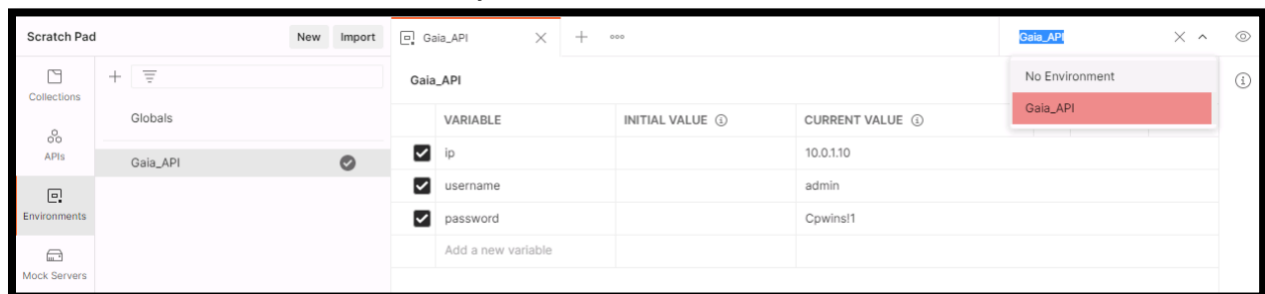 Scratch Pad New Import Gaia_API Gaia_API
Collections
Gaia_API
No Environment
Gaia_API
Globals
VARIABLE INITIAL VALUE CURRENT VALUE
APIs
Gaia_API
ip 10.0.1.10
username admin
Environments
password Cpwins!1
Add a new variable
Mock Servers